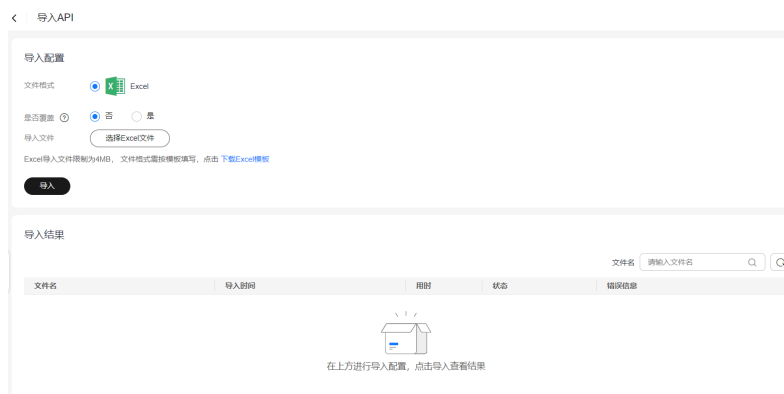 导入API
导入配置
文件格式 Excel
是否覆盖 否 是
导入文件 选择Excel文件
Excel导入文件限制为4MB， 文件格式需按模板填写，点击 下载Excel模板
导入
导入结果
文件名 请输入文件名
文件名 导入时间 用时 状态 错误信息
在上方进行导入配置，点击导入查看结果